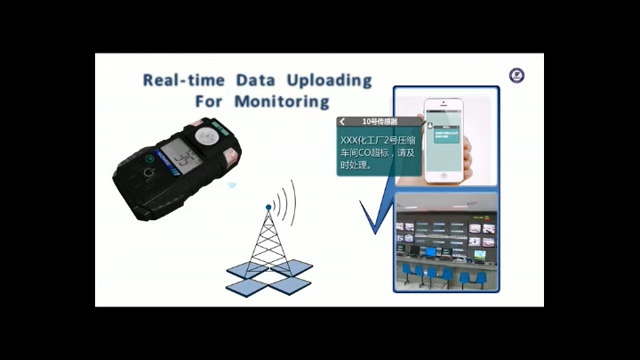 Real-time Data Uploading
For Monitoring
10号传感器
XXX化工厂2号压缩
车间CO路标，请及
时处理。